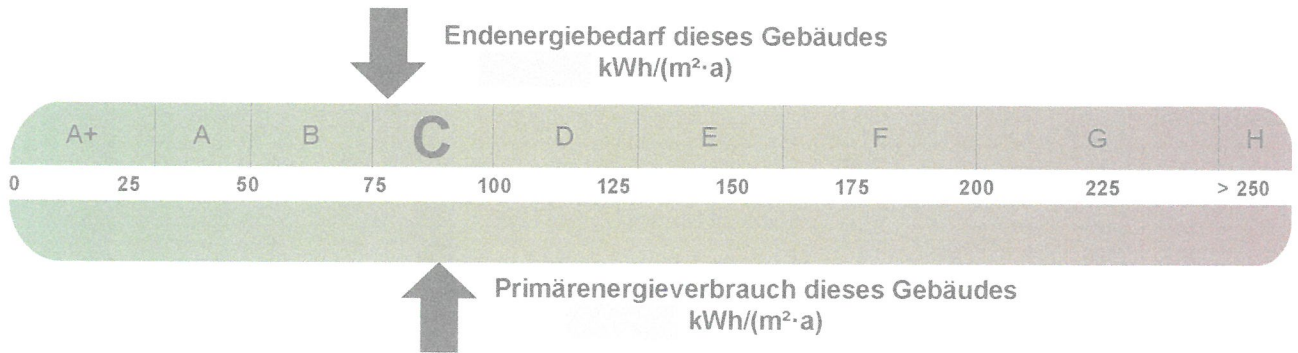 Endenergiebedarf dieses Gebäudes
kWh/(m²·a)
A+ A B C D E F G H
0 25 50 75 100 125 150 175 200 225 > 250
Primärenergieverbrauch dieses Gebäudes
kWh/(m²·a)